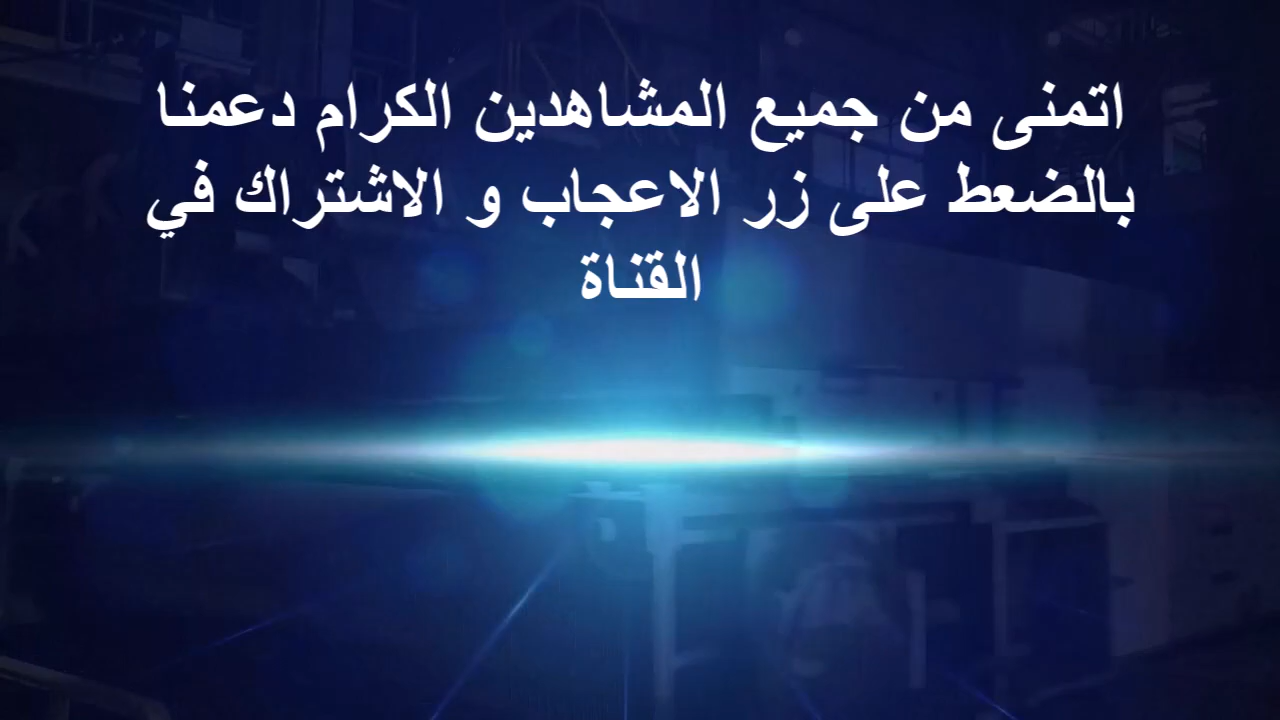 اتمنى من جميع المشاهدين الكرام دعمنا
بالضعط على زر الاعجاب و الاشتراك في
القناة